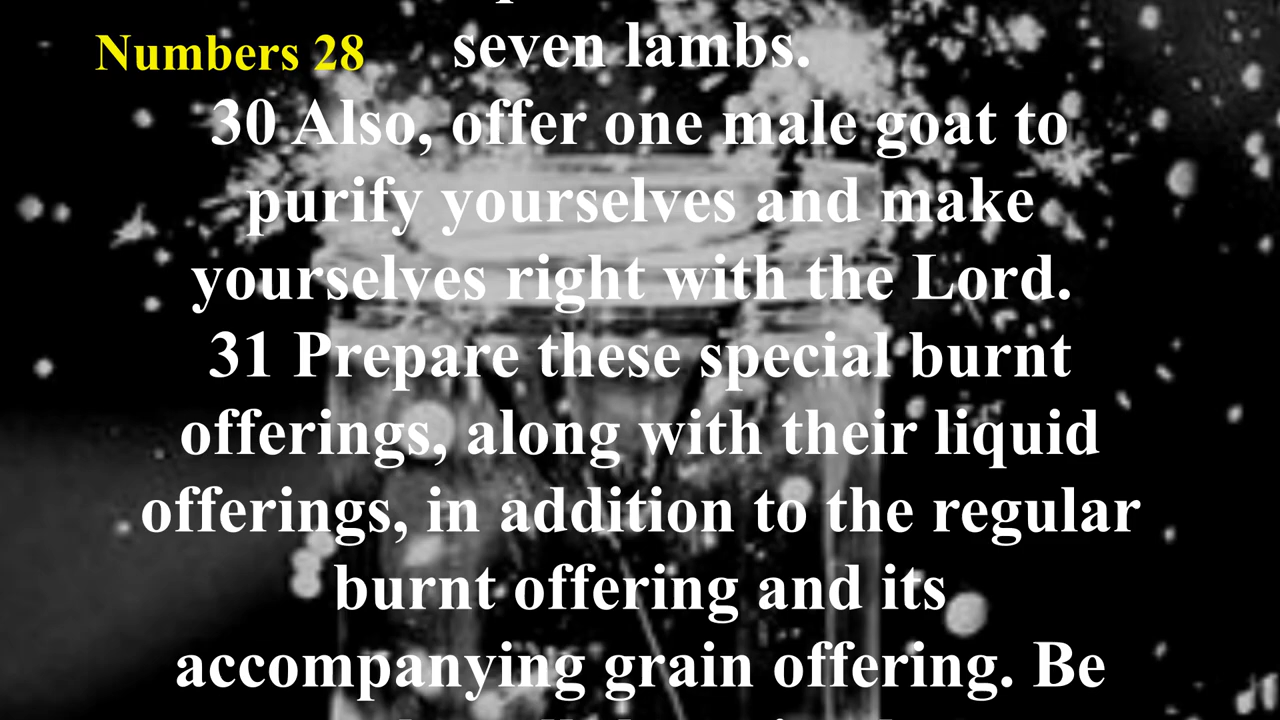 Numbers 28
seven lambs.
30 Also, offer one male goat to
purify yourselves and make
yourselves right with the Lord.
31 Prepare these special burnt
offerings, along with their liquid
offerings, in addition to the regular
burnt offering and its
accompanying grain offering. Be